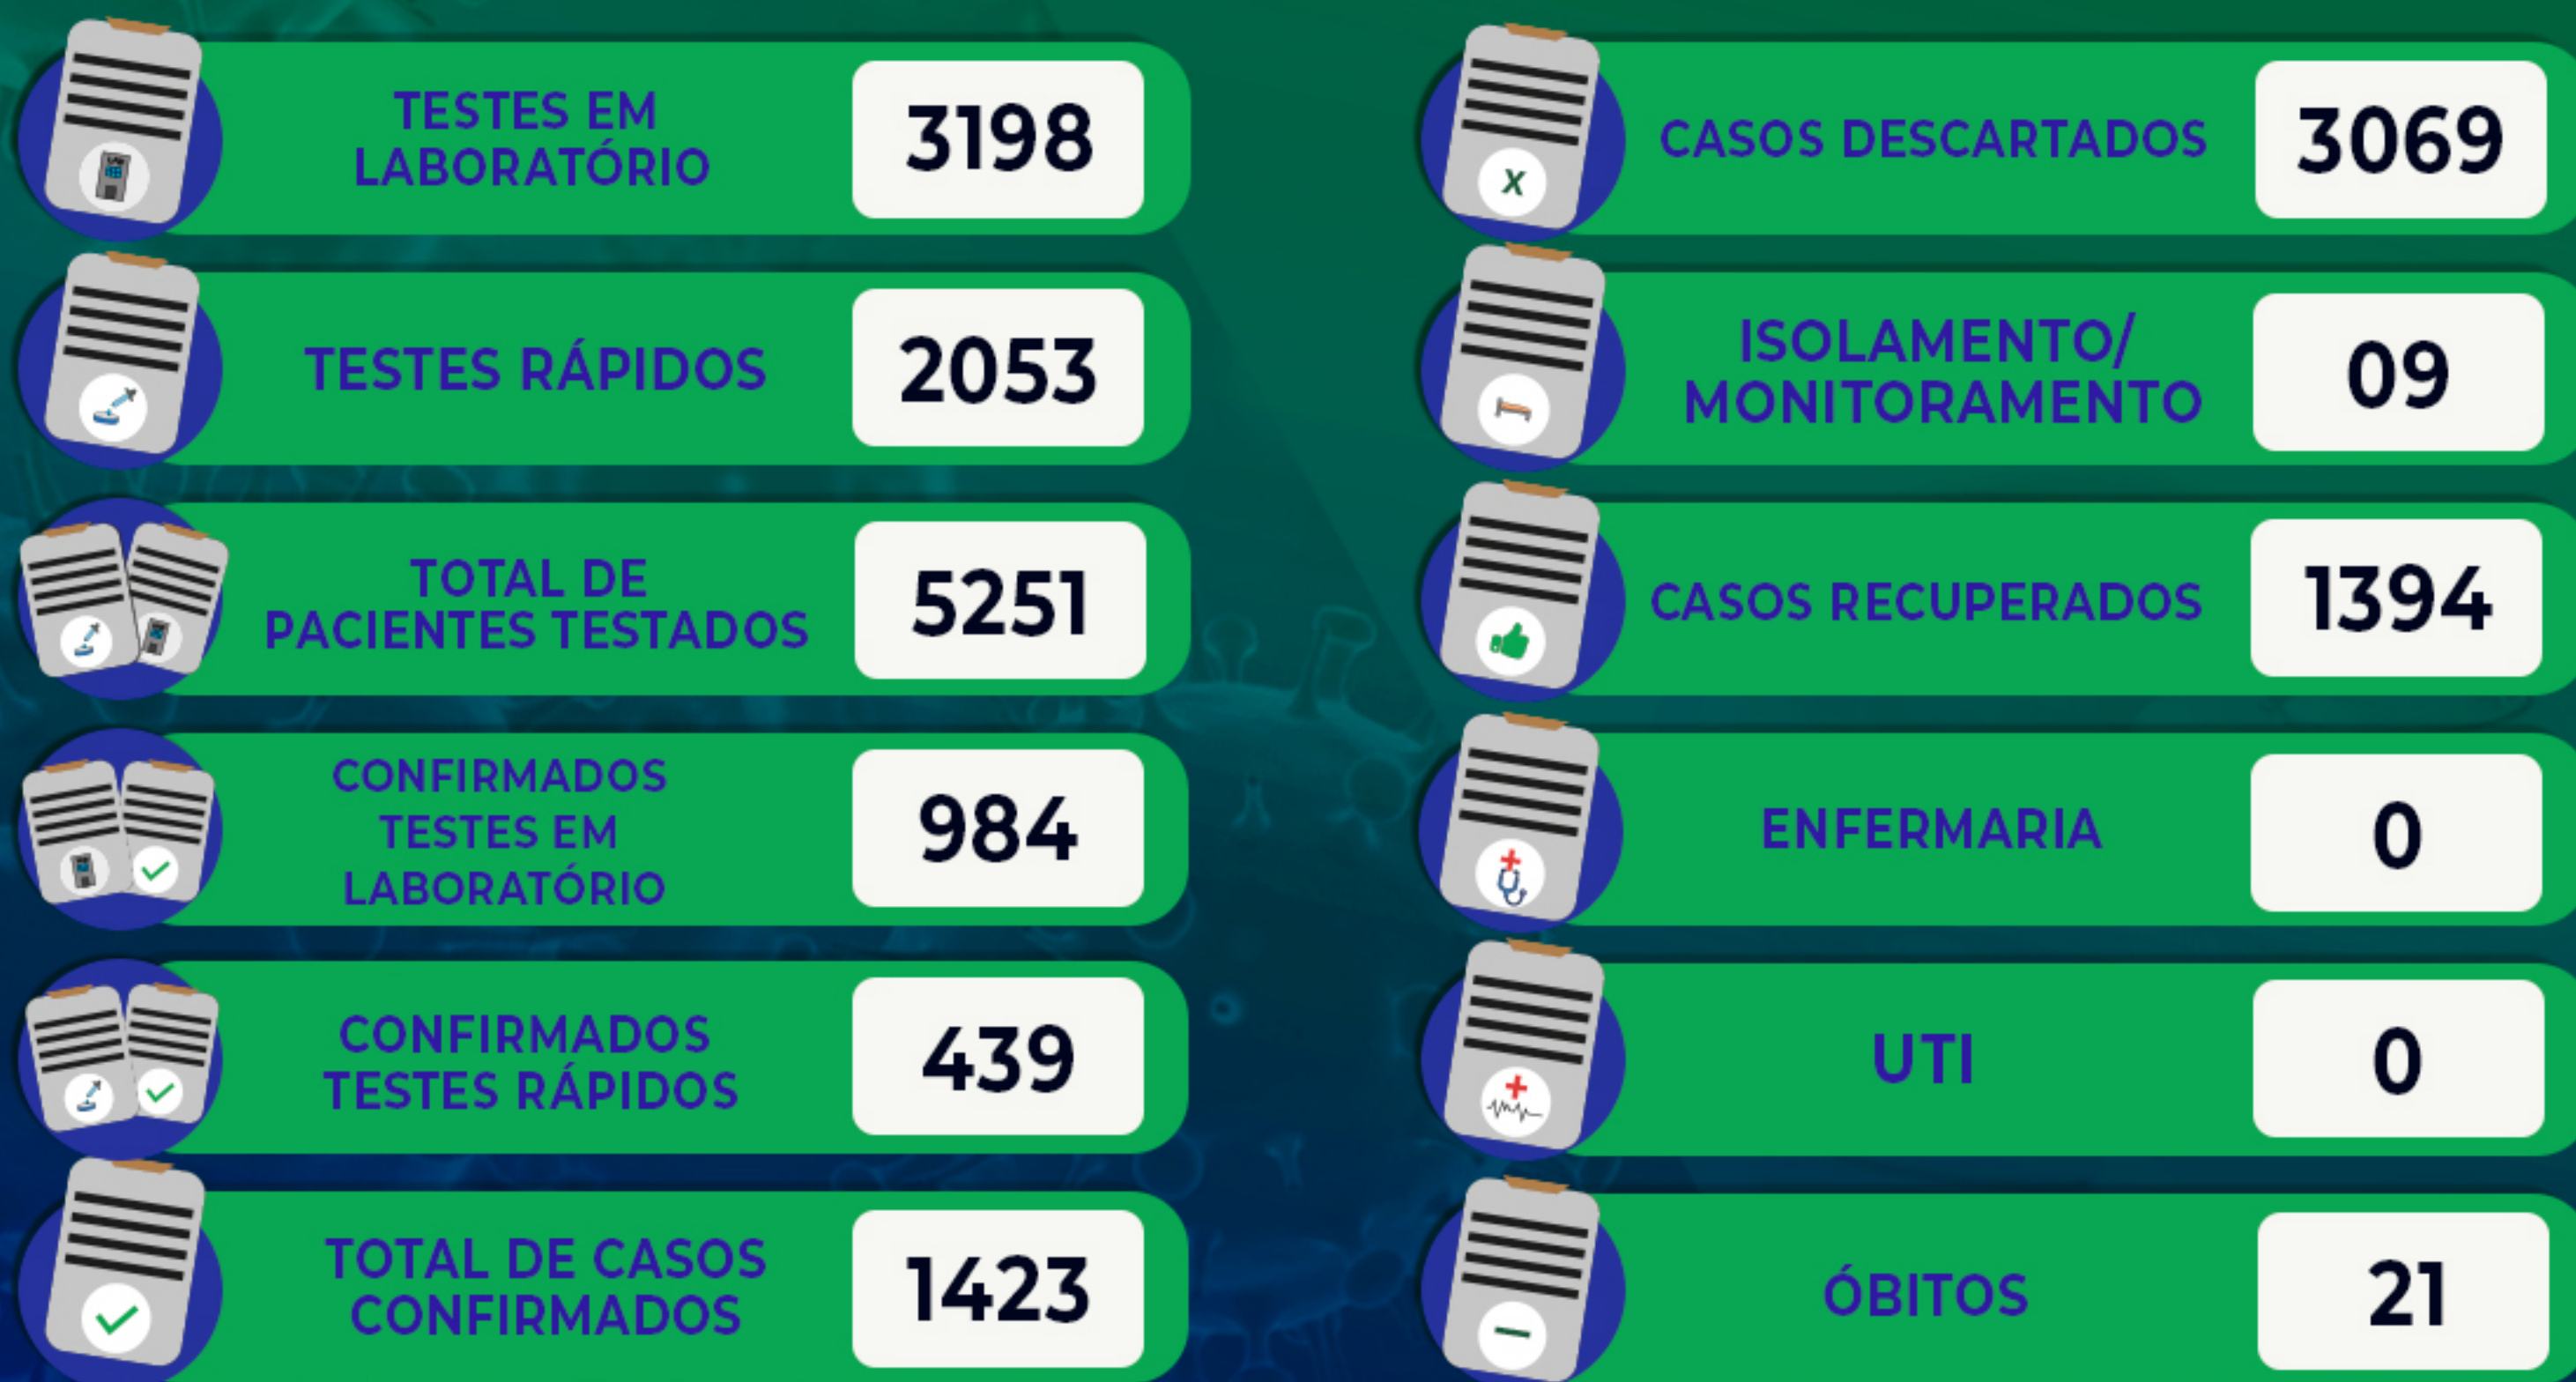 TESTES EM
LABORATÓRIO
3198
TESTES RÁPIDOS
2053
TOTAL DE
PACIENTES TESTADOS
5251
CONFIRMADOS
TESTES EM
LABORATÓRIO
984
CONFIRMADOS
TESTES RÁPIDOS
439
TOTAL DE CASOS
CONFIRMADOS
1423
X
CASOS DESCARTADOS
3069
ISOLAMENTO/
MONITORAMENTO
09
CASOS RECUPERADOS
1394
ENFERMARIA
0
UTI
0
ÓBITOS
21